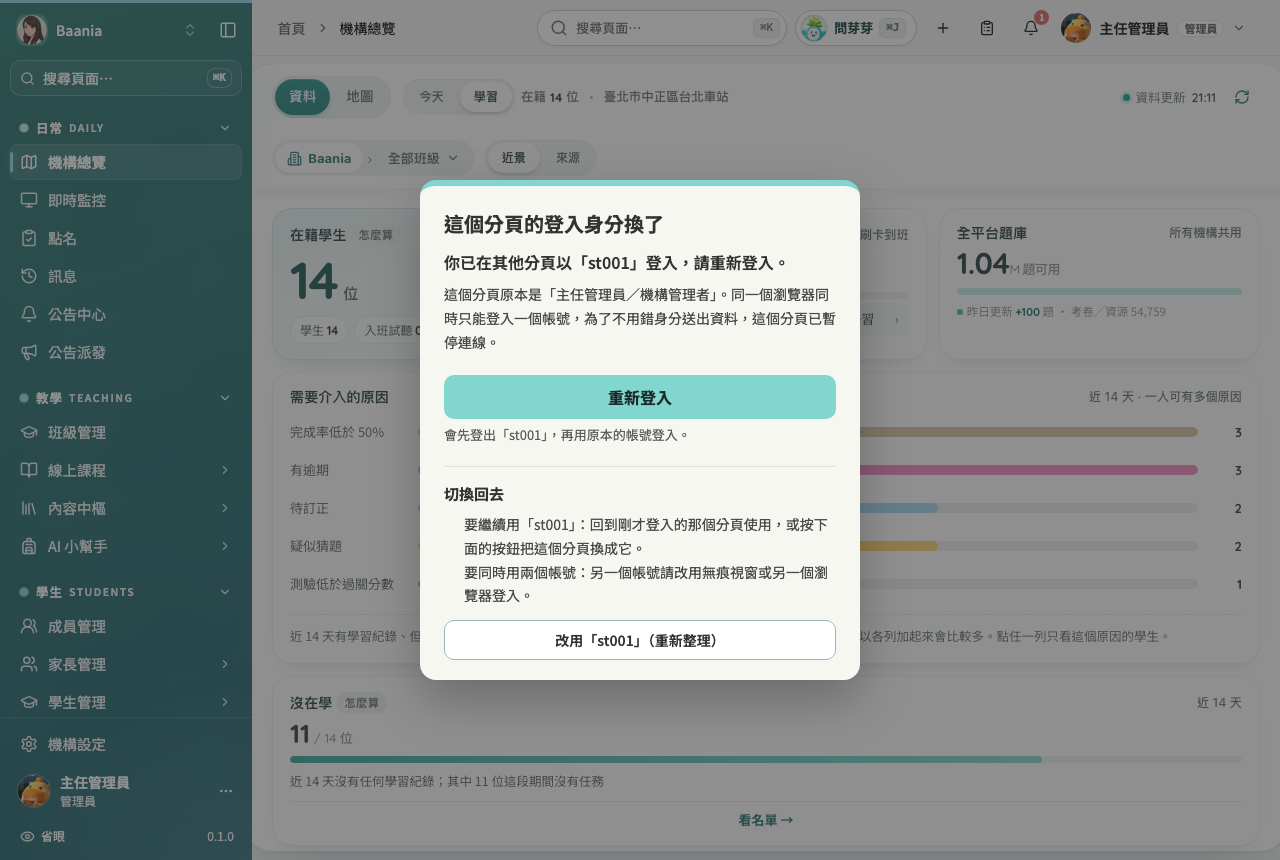 Baania
搜尋頁面… ⌘K
日常 DAILY
機構總覽
即時監控
點名
訊息
公告中心
公告派發
教學 TEACHING
班級管理
線上課程
內容中樞
AI 小幫手
學生 STUDENTS
成員管理
家長管理
學生管理
機構設定
主任管理員
管理員
省眼 0.1.0
首頁 機構總覽
搜尋頁面… ⌘K
問芽芽 ⌘J
1
主任管理員 管理員
資料 地圖
今天 學習
在籍 14 位 • 臺北市中正區台北車站
資料更新 21:11
Baania › 全部班級
近景 來源
在籍學生 怎麼算
14 位
學生 14
入班試聽 0
刷卡到班
習 ›
全平台題庫 所有機構共用
1.04M 題可用
昨日更新 +100 題 · 考卷／資源 54,759
需要介入的原因 近 14 天 · 一人可有多個原因
完成率低於 50% 3
有逾期 3
待訂正 2
疑似猜題 2
測驗低於過關分數 1
近 14 天有學習紀錄、但
以各列加起來會比較多。點任一列只看這個原因的學生。
沒在學 怎麼算 近 14 天
11 / 14 位
近 14 天沒有任何學習紀錄；其中 11 位這段期間沒有任務
看名單 →
這個分頁的登入身分換了
你已在其他分頁以「st001」登入，請重新登入。
這個分頁原本是「主任管理員／機構管理者」。同一個瀏覽器同
時只能登入一個帳號，為了不用錯身分送出資料，這個分頁已暫
停連線。
重新登入
會先登出「st001」，再用原本的帳號登入。
切換回去
要繼續用「st001」：回到剛才登入的那個分頁使用，或按下
面的按鈕把這個分頁換成它。
要同時用兩個帳號：另一個帳號請改用無痕視窗或另一個瀏
覽器登入。
改用「st001」（重新整理）